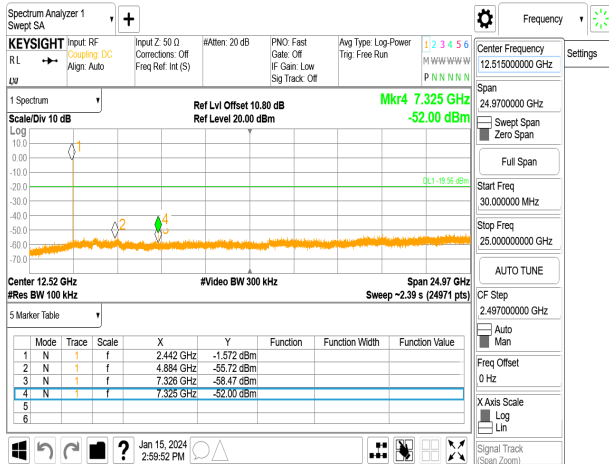 Spectrum Analyzer 1
Swept SA
Frequency
KEYSIGHT
RL
Input: RF
Coupling: DC
Align: Auto
Input Z: 50 Ω
Corrections: Off
Freq Ref: Int (S)
#Atten: 20 dB
PNO: Fast
Gate: Off
IF Gain: Low
Sig Track: Off
Avg Type: Log-Power
Trig: Free Run
1 2 3 4 5 6
M W W W W W
P N N N N N
Center Frequency
12.515000000 GHz
Settings
Span
24.9700000 GHz
Swept Span
Zero Span
Full Span
Start Freq
30.000000 MHz
Stop Freq
25.000000000 GHz
AUTO TUNE
CF Step
2.497000000 GHz
Auto
Man
Freq Offset
0 Hz
X Axis Scale
Log
Lin
Signal Track
(Span Zoom)
1 Spectrum
Scale/Div 10 dB
Ref Lvl Offset 10.80 dB
Ref Level 20.00 dBm
Mkr4 7.325 GHz
-52.00 dBm
Log
10.0
0.00
-10.0
-20.0
-30.0
-40.0
-50.0
-60.0
-70.0
1
2
4
DL1 -19.56 dBm
Center 12.52 GHz
#Res BW 100 kHz
#Video BW 300 kHz
Span 24.97 GHz
Sweep ~2.39 s (24971 pts)
5 Marker Table
Mode Trace Scale X Y Function Function Width Function Value
1 N 1 f 2.442 GHz -1.572 dBm
2 N 1 f 4.884 GHz -55.72 dBm
3 N 1 f 7.326 GHz -58.47 dBm
4 N 1 f 7.325 GHz -52.00 dBm
5
6
?
Jan 15, 2024
2:59:52 PM